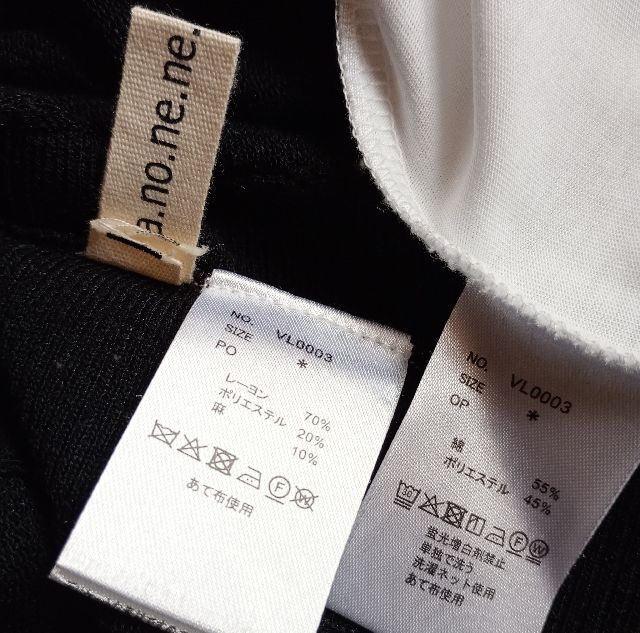 a.no.ne.ne.
NO. VL0003
SIZE *
PO
レーヨン 70%
ポリエステル 20%
麻 10%
あて布使用
NO. VL0003
SIZE *
OP
綿 55%
ポリエステル 45%
蛍光増白剤禁止
単独で洗う
洗濯ネット使用
あて布使用